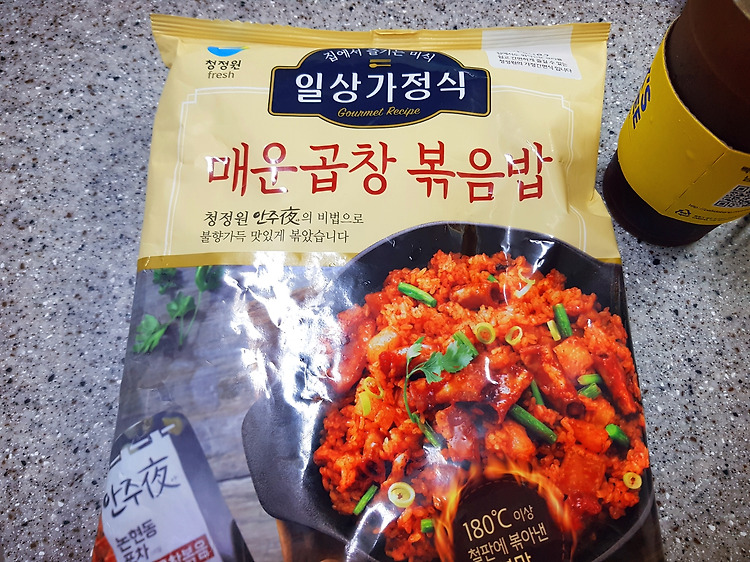 청정원
fresh
집에서 즐기는 미식
일상가정식
Gourmet Recipe
매운곱창 볶음밥
청정원 안주夜의 비법으로
불향가득 맛있게 볶았습니다
안주夜
논현동
포차
180℃ 이상
철판에 볶아낸